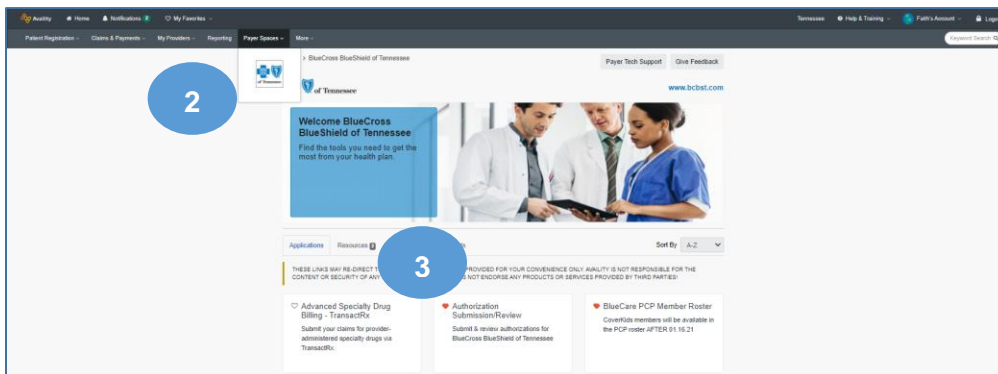 Availity Home Notifications My Favorites Tennessee Help & Training Faith's Account
Patient Registration Claims & Payments My Providers Reporting Payer Spaces More Keyword Search
> BlueCross BlueShield of Tennessee Payer Tech Support Give Feedback
of Tennessee
2
of Tennessee www.bcbst.com
Welcome BlueCross
BlueShield of Tennessee
Find the tools you need to get the
most from your health plan.
Applications Resources Sort By A-Z
3
THESE LINKS MAY RE-DIRECT PROVIDED FOR YOUR CONVENIENCE ONLY. AVAILITY IS NOT RESPONSIBLE FOR THE
CONTENT OR SECURITY OF ANY NOT ENDORSE ANY PRODUCTS OR SERVICES PROVIDED BY THIRD PARTIES!
Advanced Specialty Drug
Billing - TransactRx
Submit your claims for provider-
administered specialty drugs via
TransactRx.
Authorization
Submission/Review
Submit & review authorizations for
BlueCross BlueShield of Tennessee
BlueCare PCP Member Roster
CoverKids members will be available in
the PCP roster AFTER 01.16.21